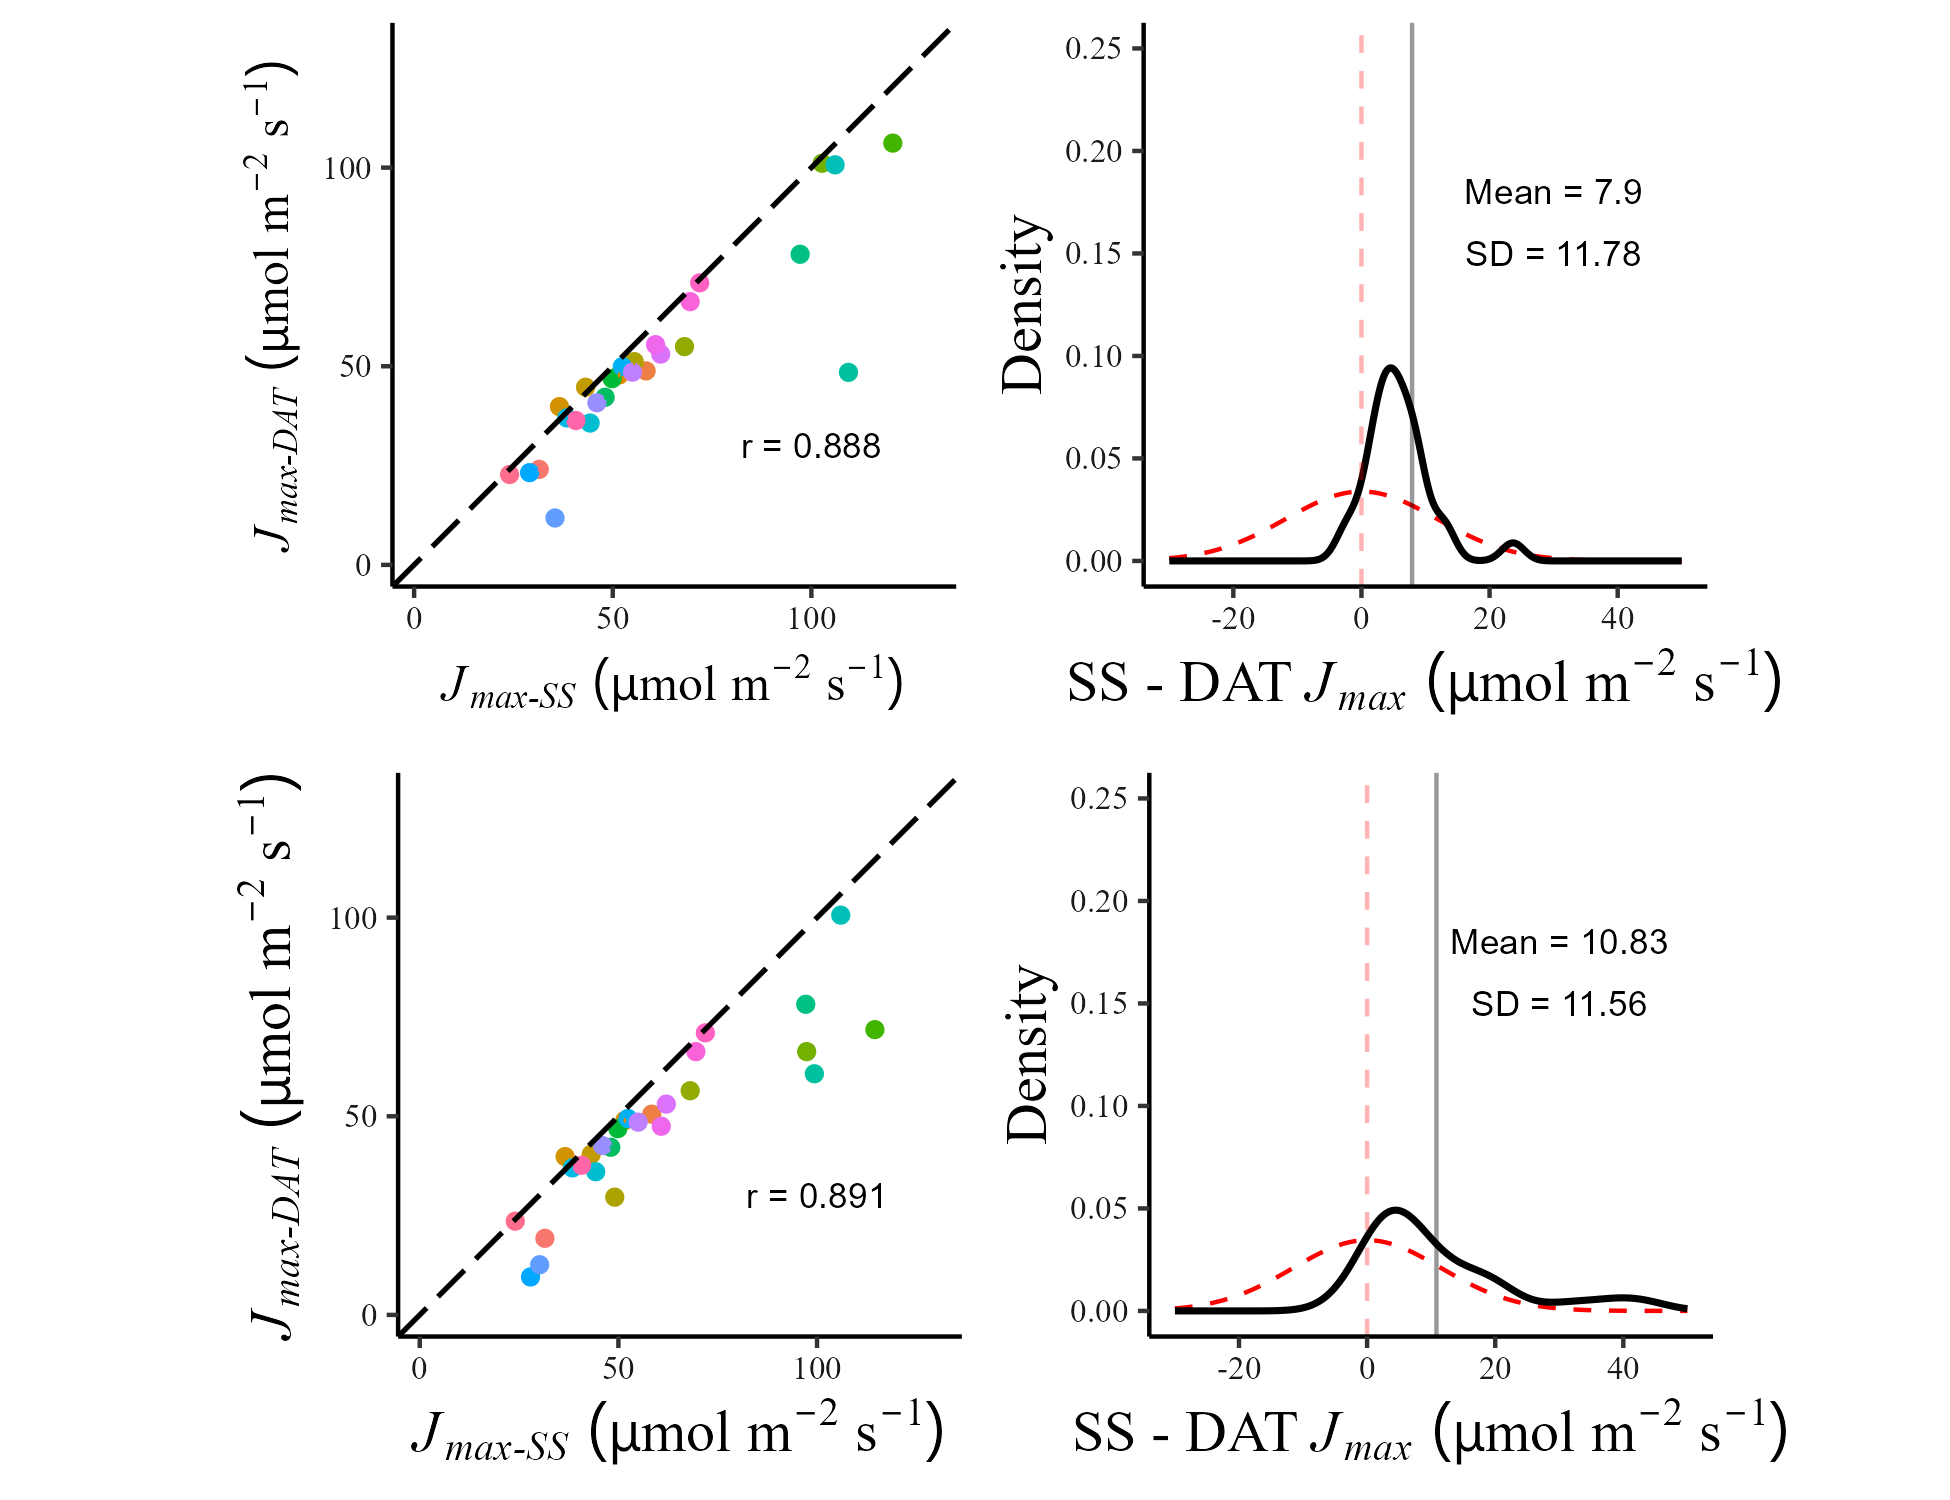 J max-DAT (µmol m−2 s−1)
100
50
0
r = 0.888
0 50 100
J max-SS (µmol m−2 s−1)
Density
0.25
0.20
0.15
0.10
0.05
0.00
Mean = 7.9
SD = 11.78
-20 0 20 40
SS - DAT J max (µmol m−2 s−1)
J max-DAT (µmol m−2 s−1)
100
50
0
r = 0.891
0 50 100
J max-SS (µmol m−2 s−1)
Density
0.25
0.20
0.15
0.10
0.05
0.00
Mean = 10.83
SD = 11.56
-20 0 20 40
SS - DAT J max (µmol m−2 s−1)